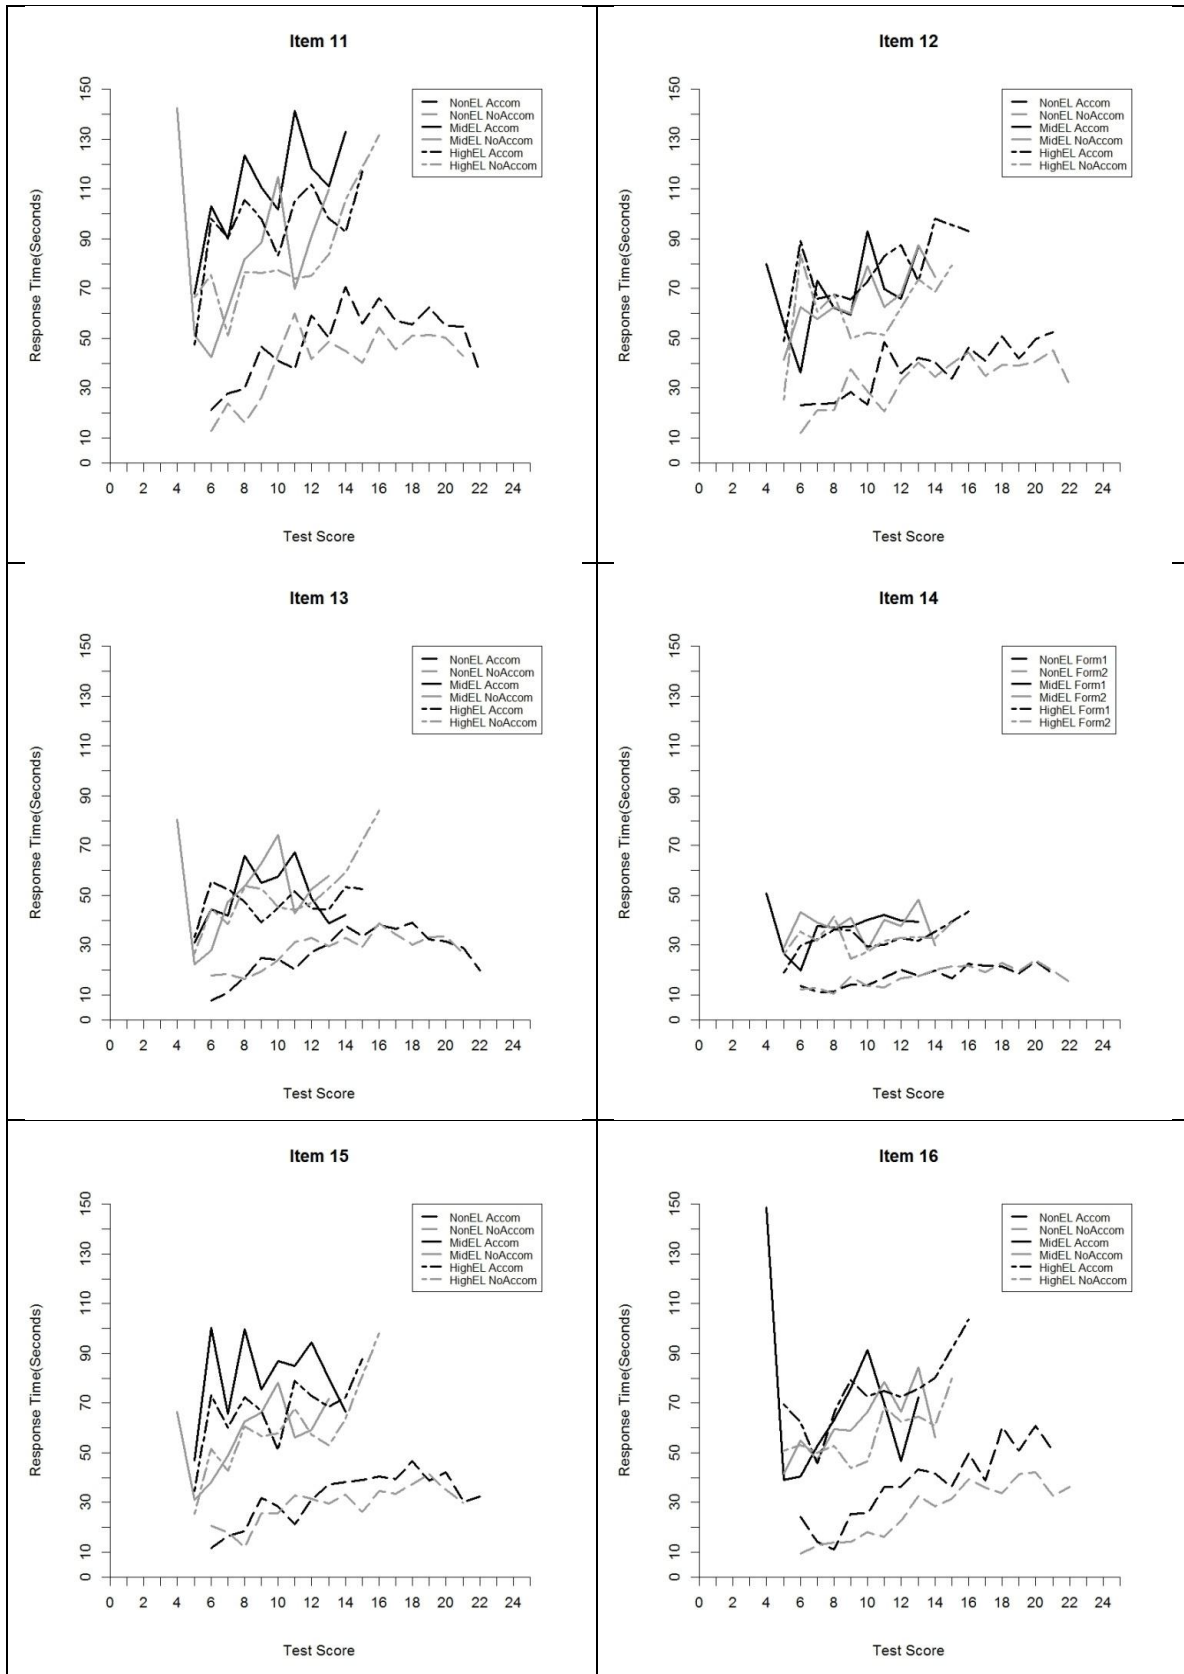 Item 11
150
130
110
90
70
50
30
10
0
Response Time(Seconds)
NonEL Accom
NonEL NoAccom
MidEL Accom
MidEL NoAccom
HighEL Accom
HighEL NoAccom
0 2 4 6 8 10 12 14 16 18 20 22 24
Test Score
Item 12
150
130
110
90
70
50
30
10
0
Response Time(Seconds)
NonEL Accom
NonEL NoAccom
MidEL Accom
MidEL NoAccom
HighEL Accom
HighEL NoAccom
0 2 4 6 8 10 12 14 16 18 20 22 24
Test Score
Item 13
150
130
110
90
70
50
30
10
0
Response Time(Seconds)
NonEL Accom
NonEL NoAccom
MidEL Accom
MidEL NoAccom
HighEL Accom
HighEL NoAccom
0 2 4 6 8 10 12 14 16 18 20 22 24
Test Score
Item 14
150
130
110
90
70
50
30
10
0
Response Time(Seconds)
NonEL Form1
NonEL Form2
MidEL Form1
MidEL Form2
HighEL Form1
HighEL Form2
0 2 4 6 8 10 12 14 16 18 20 22 24
Test Score
Item 15
150
130
110
90
70
50
30
10
0
Response Time(Seconds)
NonEL Accom
NonEL NoAccom
MidEL Accom
MidEL NoAccom
HighEL Accom
HighEL NoAccom
0 2 4 6 8 10 12 14 16 18 20 22 24
Test Score
Item 16
150
130
110
90
70
50
30
10
0
Response Time(Seconds)
NonEL Accom
NonEL NoAccom
MidEL Accom
MidEL NoAccom
HighEL Accom
HighEL NoAccom
0 2 4 6 8 10 12 14 16 18 20 22 24
Test Score